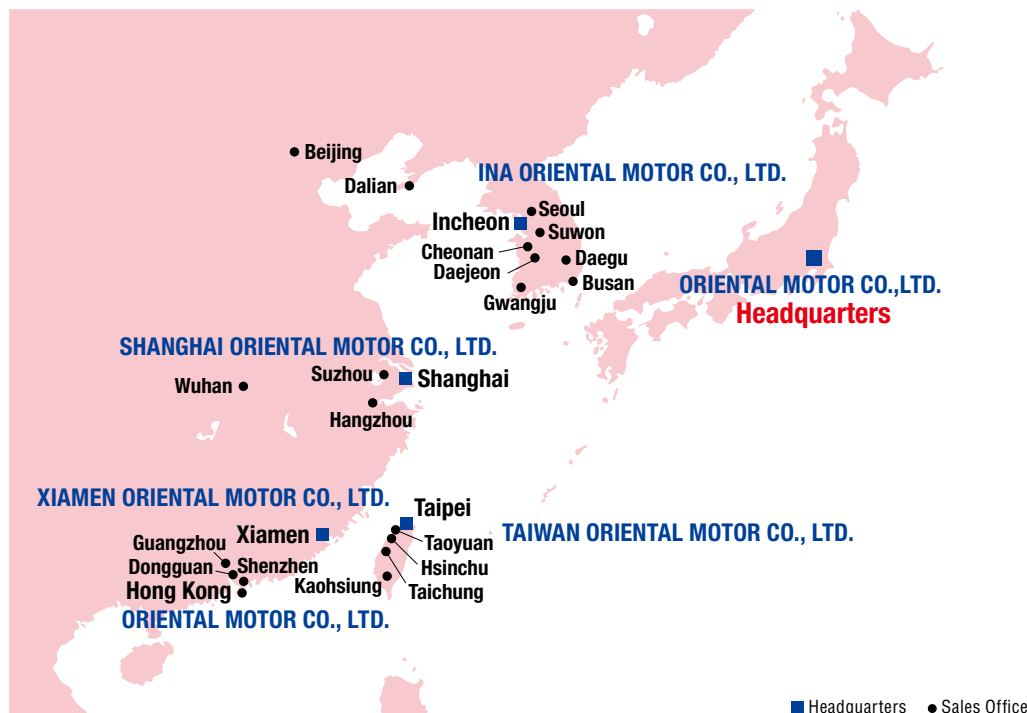 Beijing
Dalian
INA ORIENTAL MOTOR CO., LTD.
Seoul
Incheon
Suwon
Cheonan
Daejeon
Daegu
Busan
Gwangju
ORIENTAL MOTOR CO.,LTD.
Headquarters
SHANGHAI ORIENTAL MOTOR CO., LTD.
Wuhan
Suzhou
Shanghai
Hangzhou
XIAMEN ORIENTAL MOTOR CO., LTD.
Taipei
Xiamen
TAIWAN ORIENTAL MOTOR CO., LTD.
Taoyuan
Guangzhou
Hsinchu
Dongguan
Shenzhen
Kaohsiung
Taichung
Hong Kong
ORIENTAL MOTOR CO., LTD.
Headquarters
Sales Office